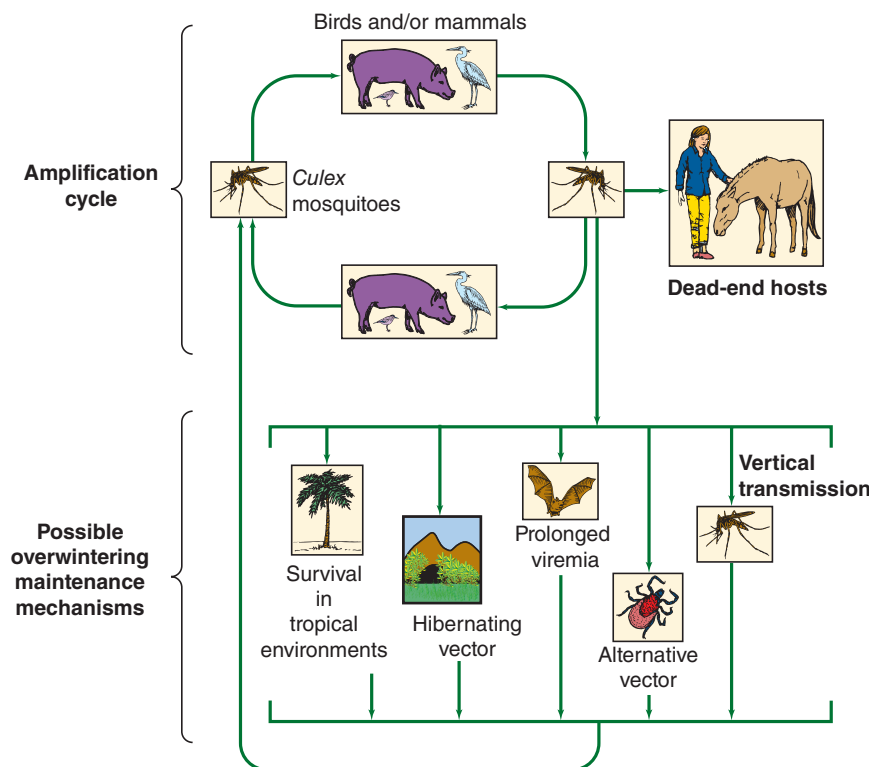 Birds and/or mammals
Amplification
cycle
Culex
mosquitoes
Dead-end hosts
Possible
overwintering
maintenance
mechanisms
Survival
in
tropical
environments
Hibernating
vector
Prolonged
viremia
Alternative
vector
Vertical
transmission